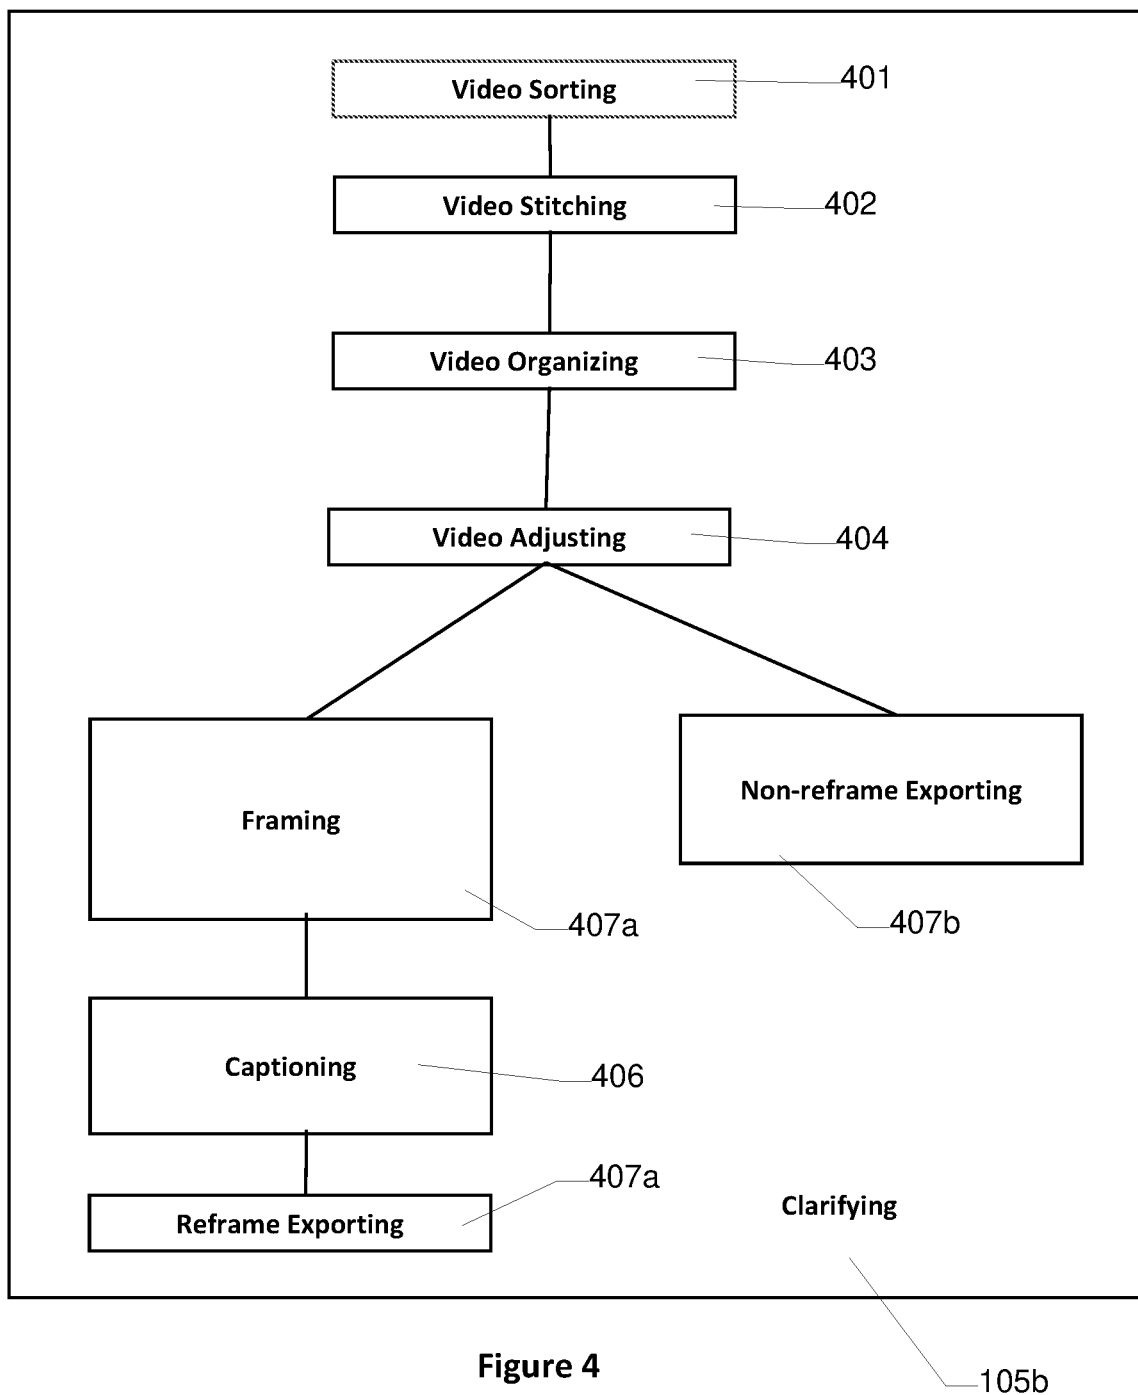 Video Sorting
401
Video Stitching
402
Video Organizing
403
Video Adjusting
404
Framing
407a
Non-reframe Exporting
407b
Captioning
406
Reframe Exporting
407a
Clarifying
105b
Figure 4